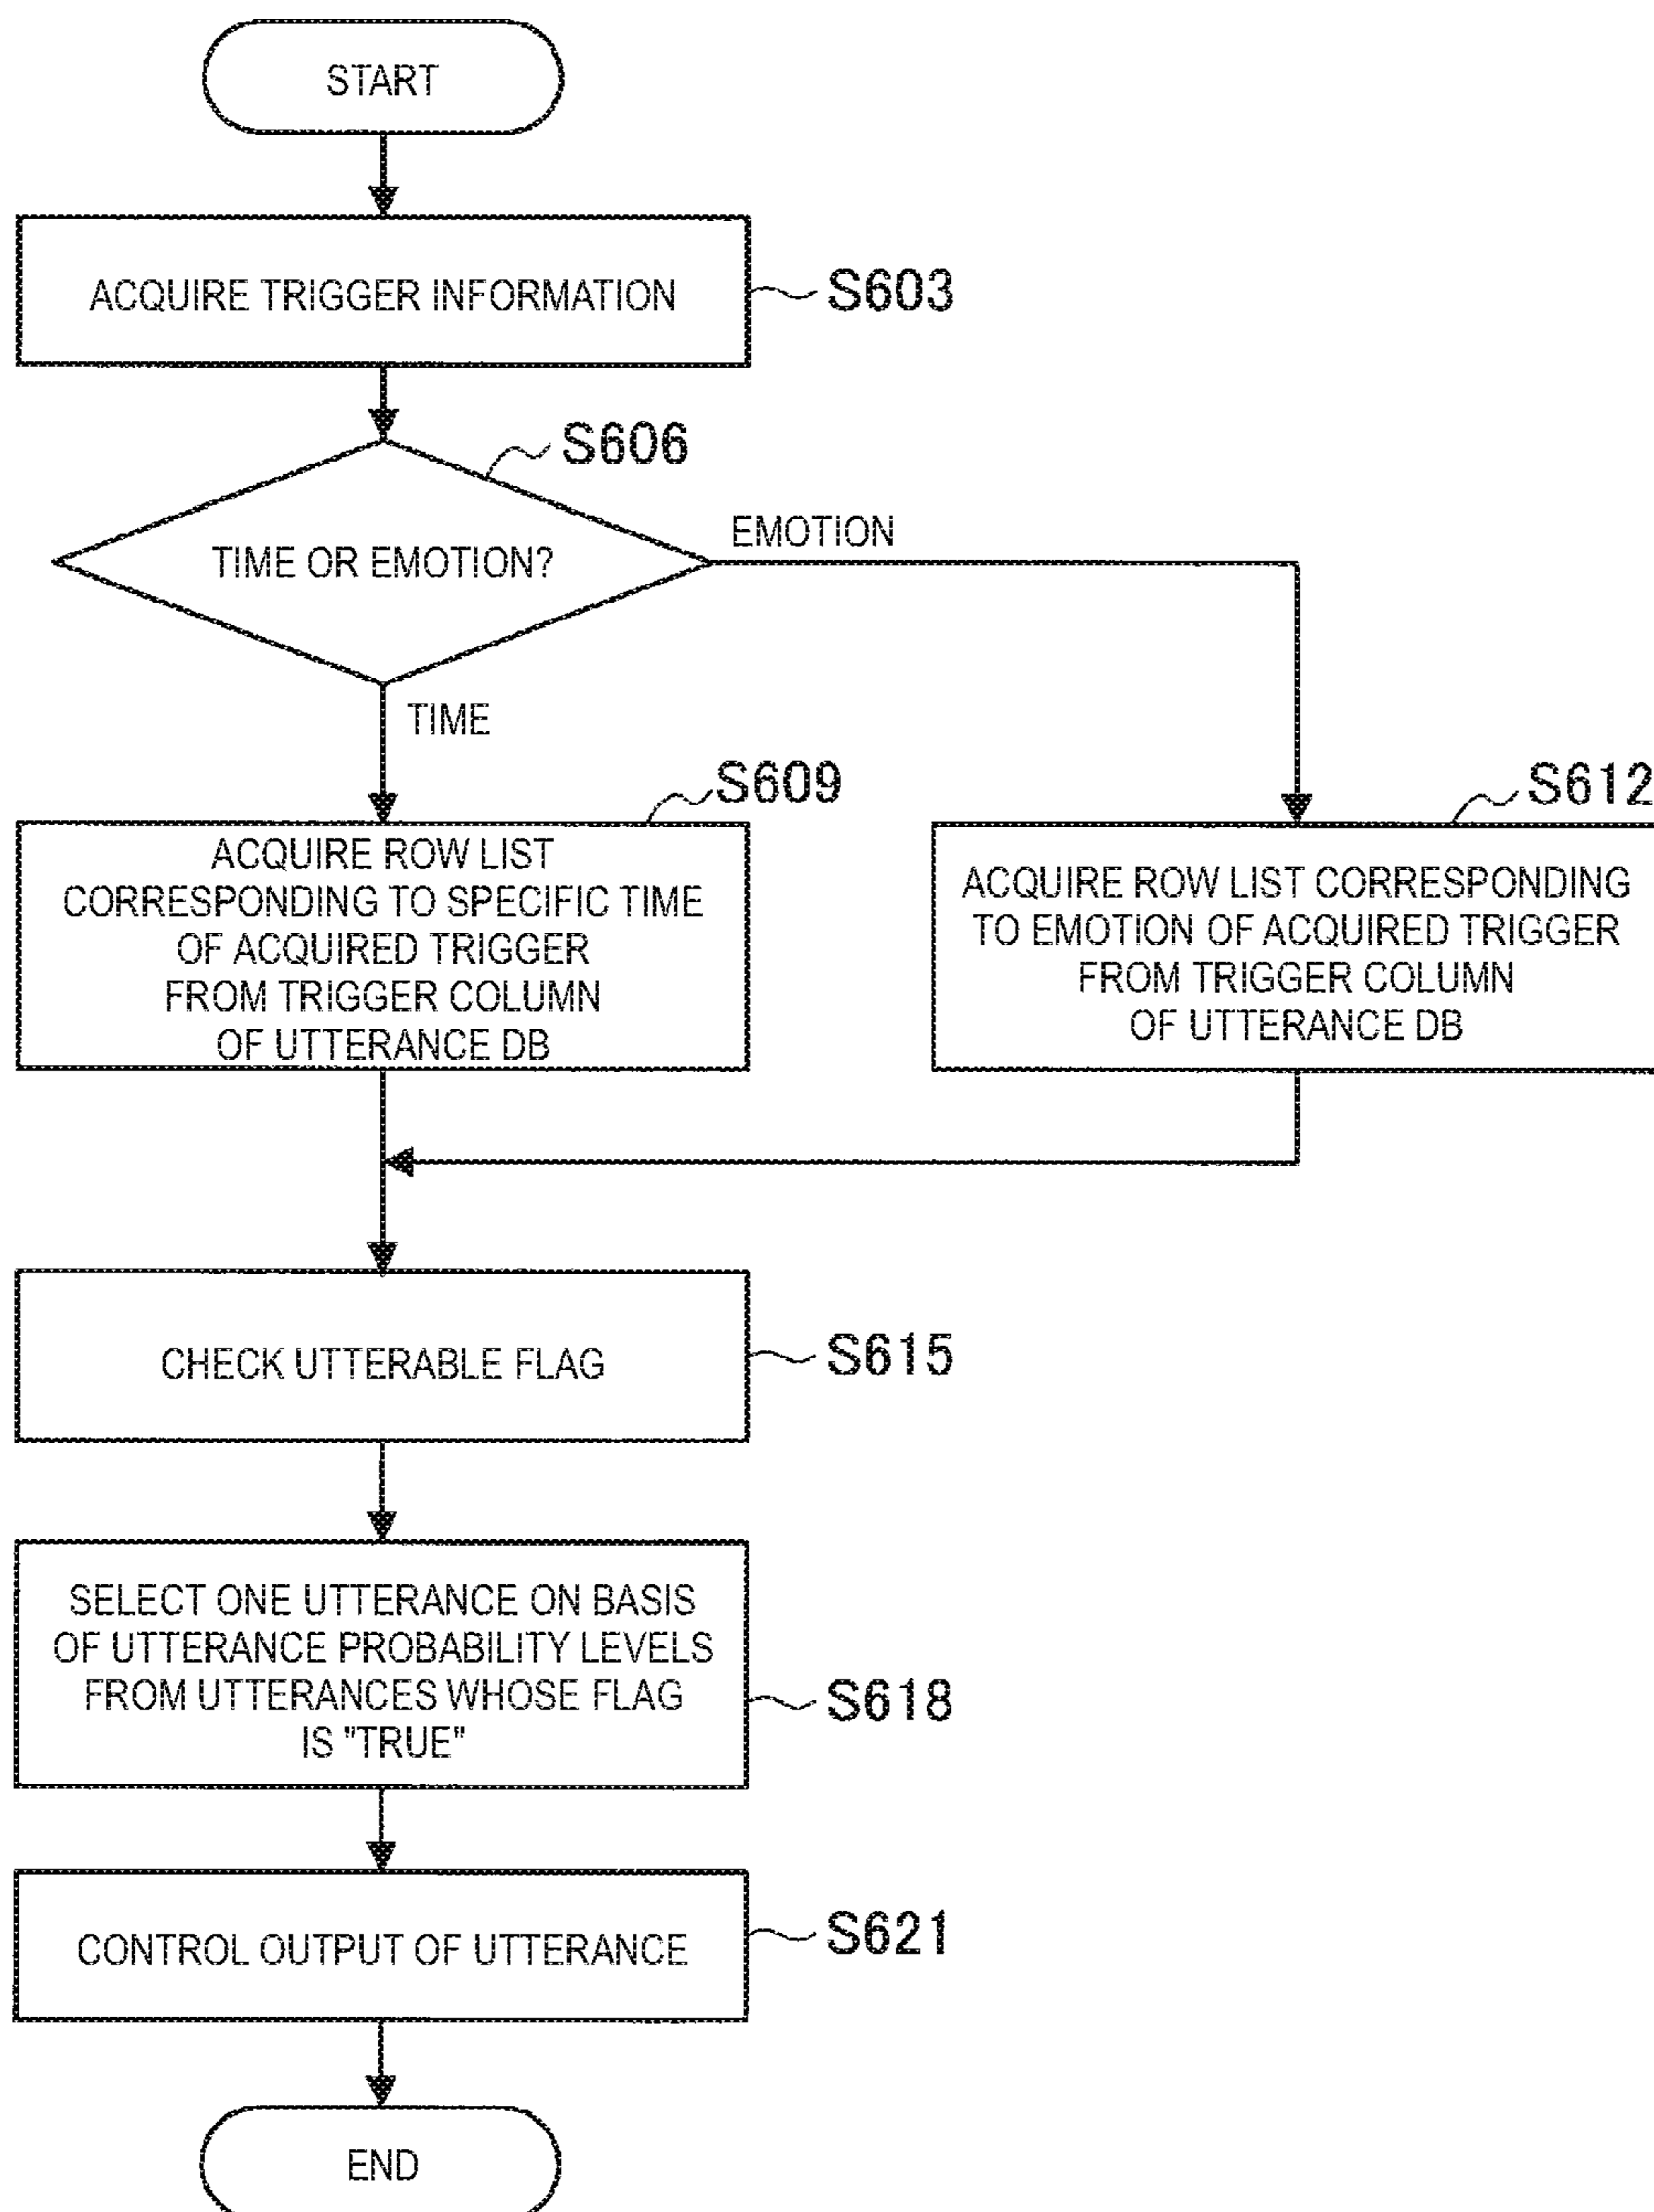 START
ACQUIRE TRIGGER INFORMATION
S603
S606
TIME OR EMOTION?
EMOTION
TIME
S609
ACQUIRE ROW LIST
CORRESPONDING TO SPECIFIC TIME
OF ACQUIRED TRIGGER
FROM TRIGGER COLUMN
OF UTTERANCE DB
S612
ACQUIRE ROW LIST CORRESPONDING
TO EMOTION OF ACQUIRED TRIGGER
FROM TRIGGER COLUMN
OF UTTERANCE DB
CHECK UTTERABLE FLAG
S615
SELECT ONE UTTERANCE ON BASIS
OF UTTERANCE PROBABILITY LEVELS
FROM UTTERANCES WHOSE FLAG
IS "TRUE"
S618
CONTROL OUTPUT OF UTTERANCE
S621
END